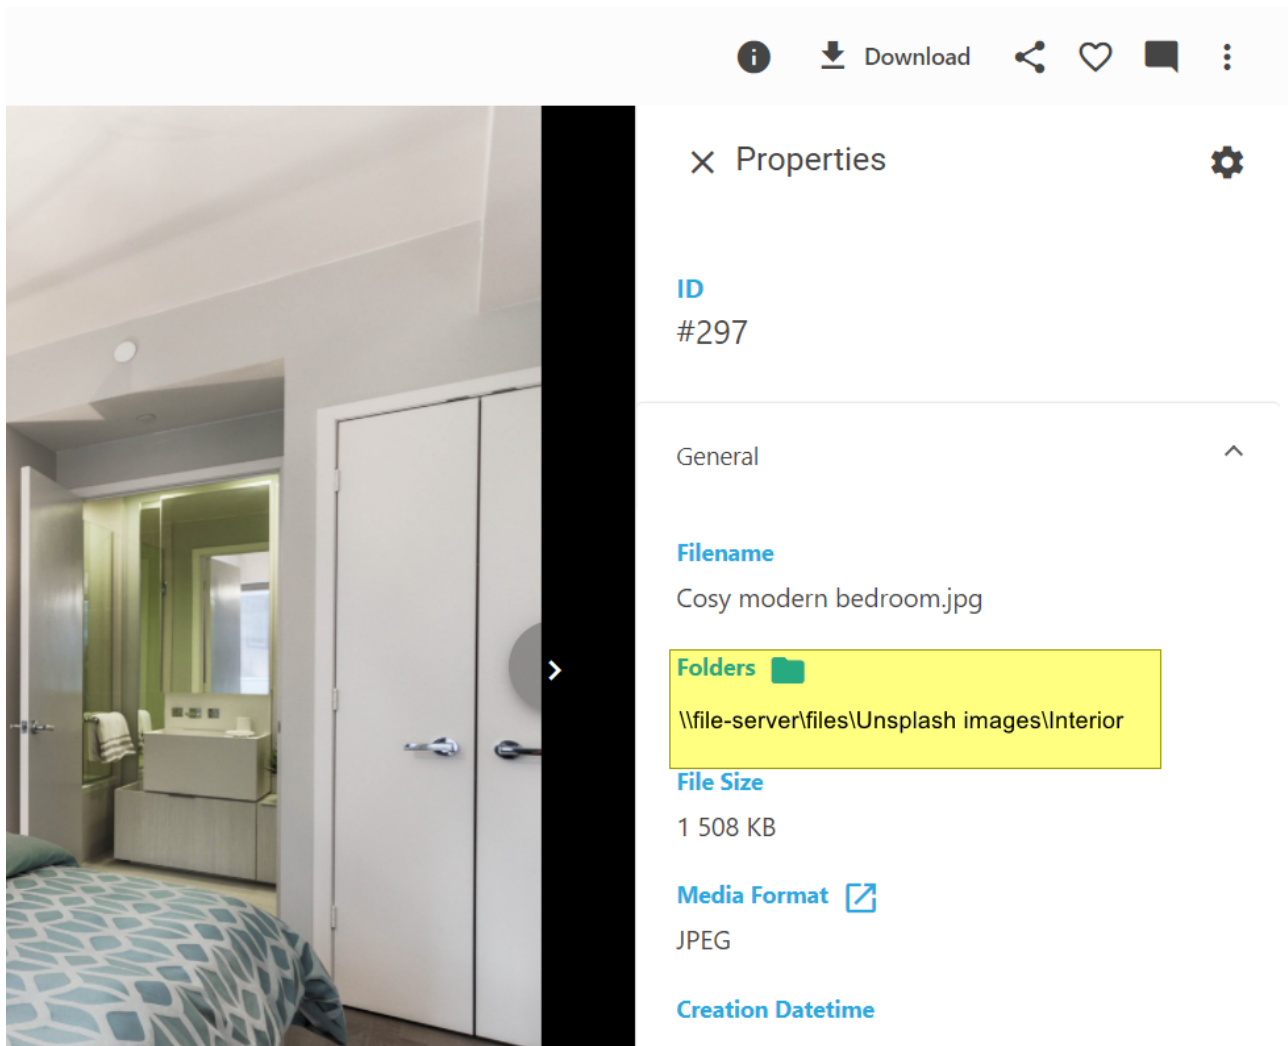 Download
Properties
ID
#297
General
Filename
Cosy modern bedroom.jpg
Folders
\\file-server\files\Unsplash images\Interior
File Size
1 508 KB
Media Format
JPEG
Creation Datetime